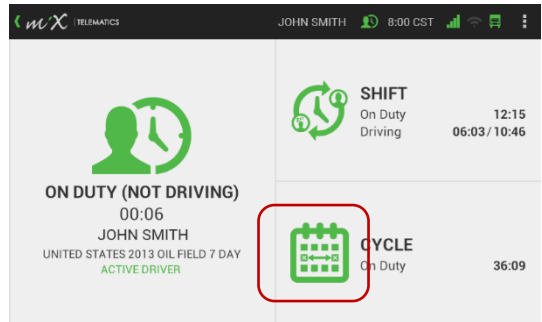 miX TELEMATICS
JOHN SMITH 8:00 CST
ON DUTY (NOT DRIVING)
00:06
JOHN SMITH
UNITED STATES 2013 OIL FIELD 7 DAY
ACTIVE DRIVER
SHIFT
On Duty 12:15
Driving 06:03/10:46
CYCLE
On Duty 36:09